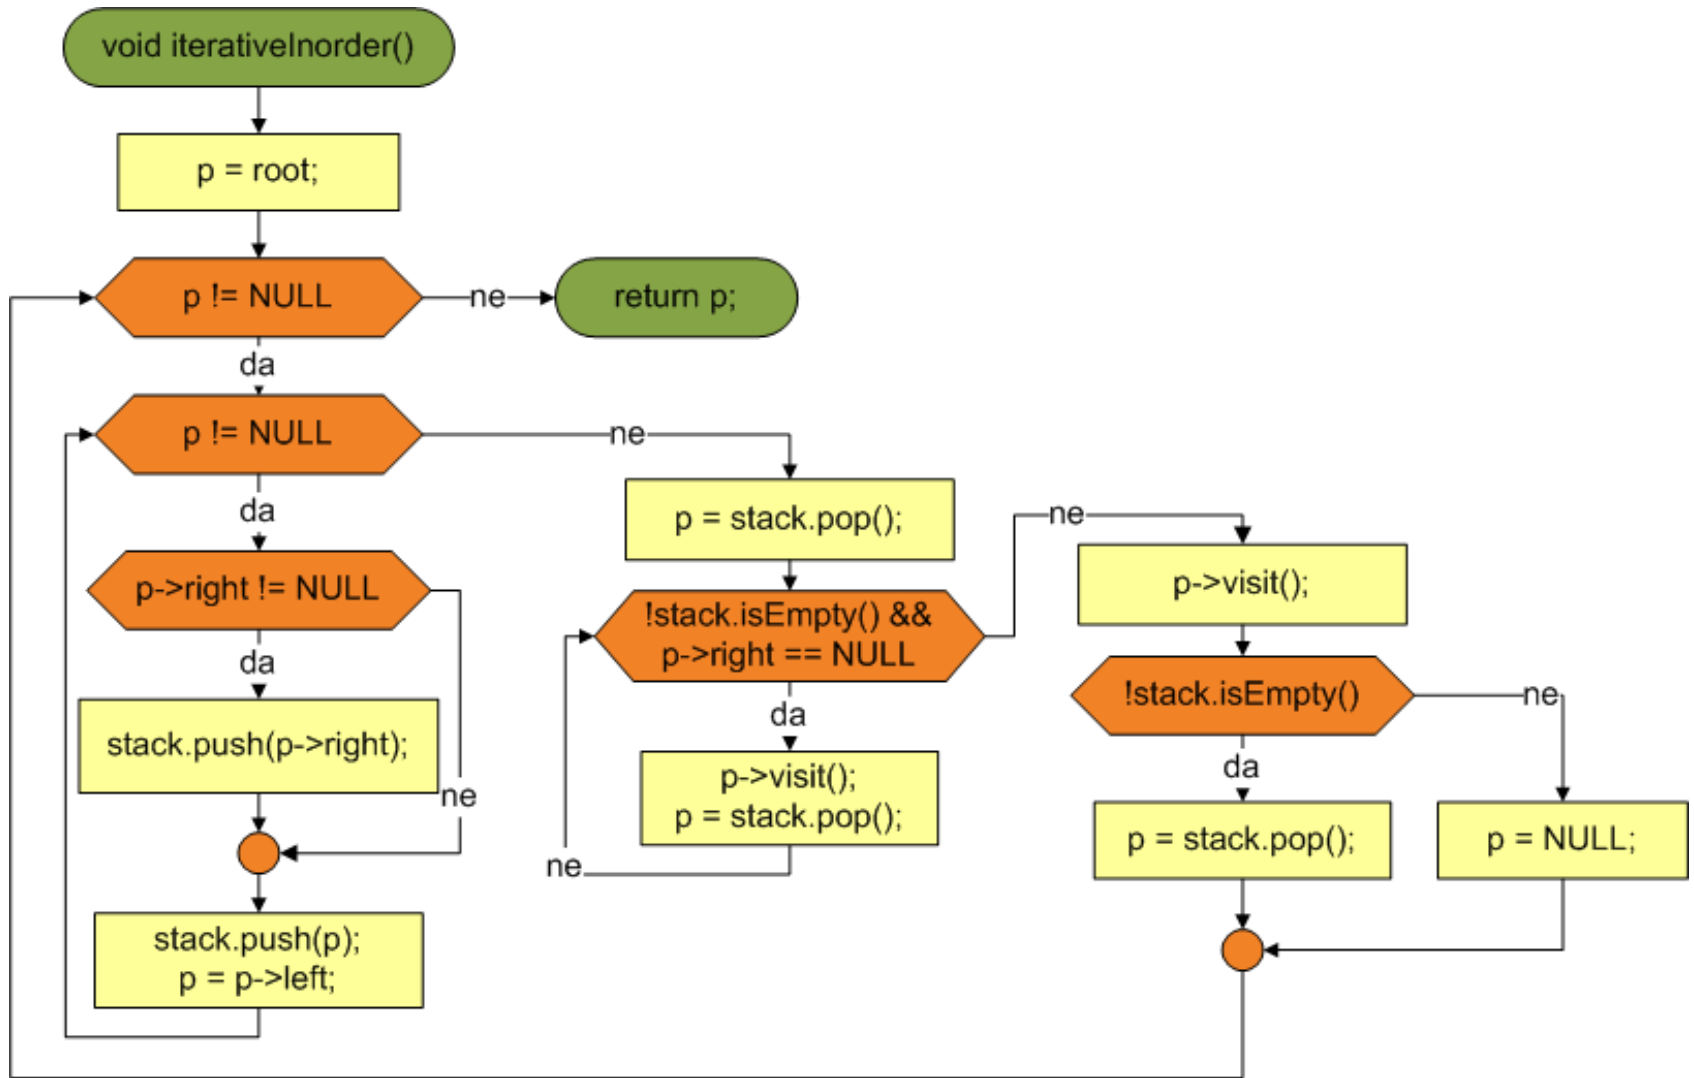 void iterativeInorder()
p = root;
p != NULL
ne
return p;
da
p != NULL
ne
da
p->right != NULL
da
stack.push(p->right);
ne
stack.push(p);
p = p->left;
p = stack.pop();
!stack.isEmpty() &&
p->right == NULL
ne
da
p->visit();
p = stack.pop();
ne
p->visit();
!stack.isEmpty()
ne
da
p = stack.pop();
p = NULL;